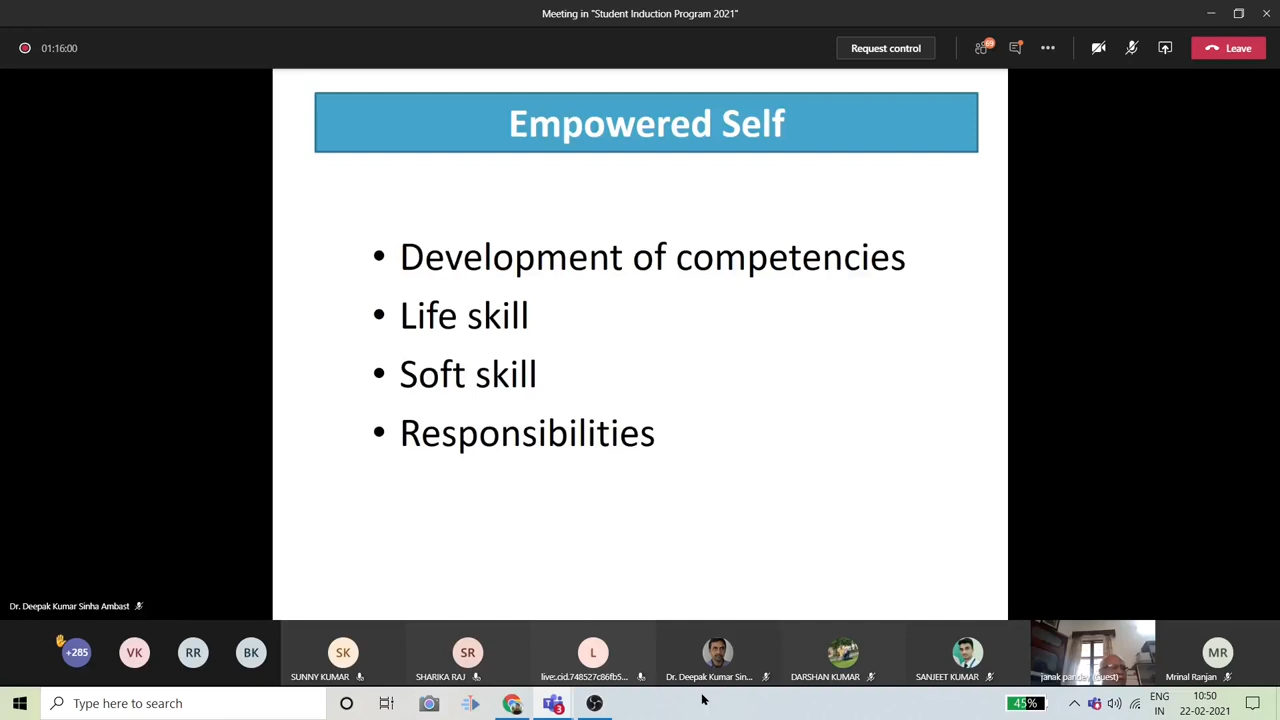 Meeting in "Student Induction Program 2021"
01:16:00
Request control
69
Leave
Empowered Self
• Development of competencies
• Life skill
• Soft skill
• Responsibilities
Dr. Deepak Kumar Sinha Ambast
+285
VK
RR
BK
SK
SUNNY KUMAR
SR
SHARIKA RAJ
L
live:.cid.748527c86fb5...
Dr. Deepak Kumar Sin...
DARSHAN KUMAR
SANJEET KUMAR
janak pandey (Guest)
MR
Mrinal Ranjan
Type here to search
3
45%
ENG
IN
10:50
22-02-2021